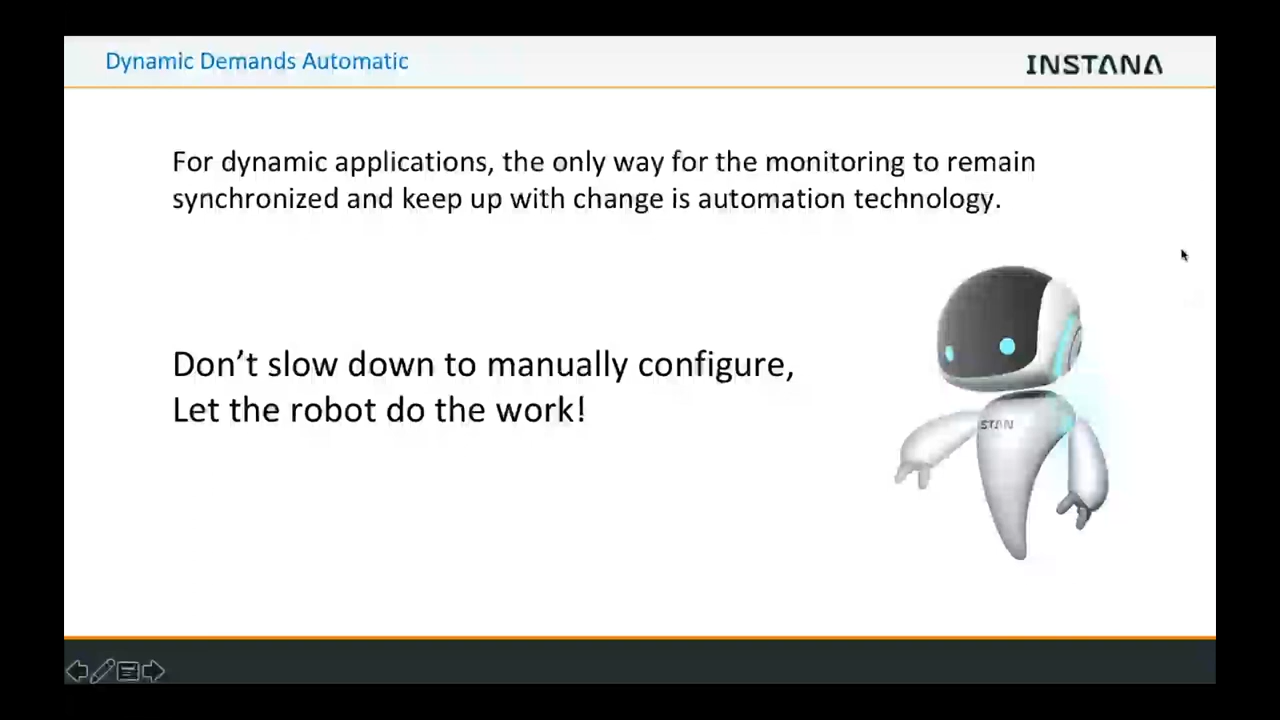 Dynamic Demands Automatic
INSTANA
For dynamic applications, the only way for the monitoring to remain
synchronized and keep up with change is automation technology.
Don’t slow down to manually configure,
Let the robot do the work!
STAN